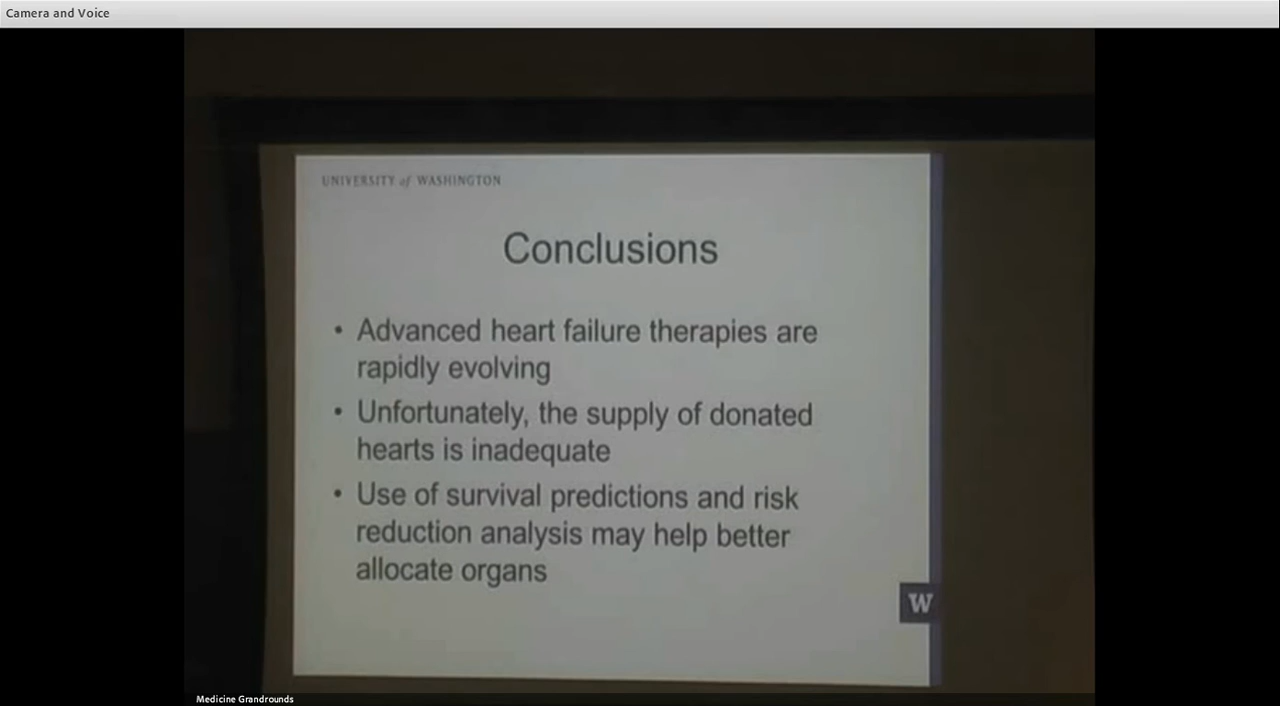 Camera and Voice
UNIVERSITY of WASHINGTON
Conclusions
• Advanced heart failure therapies are
rapidly evolving
• Unfortunately, the supply of donated
hearts is inadequate
• Use of survival predictions and risk
reduction analysis may help better
allocate organs
W
Medicine Grandrounds